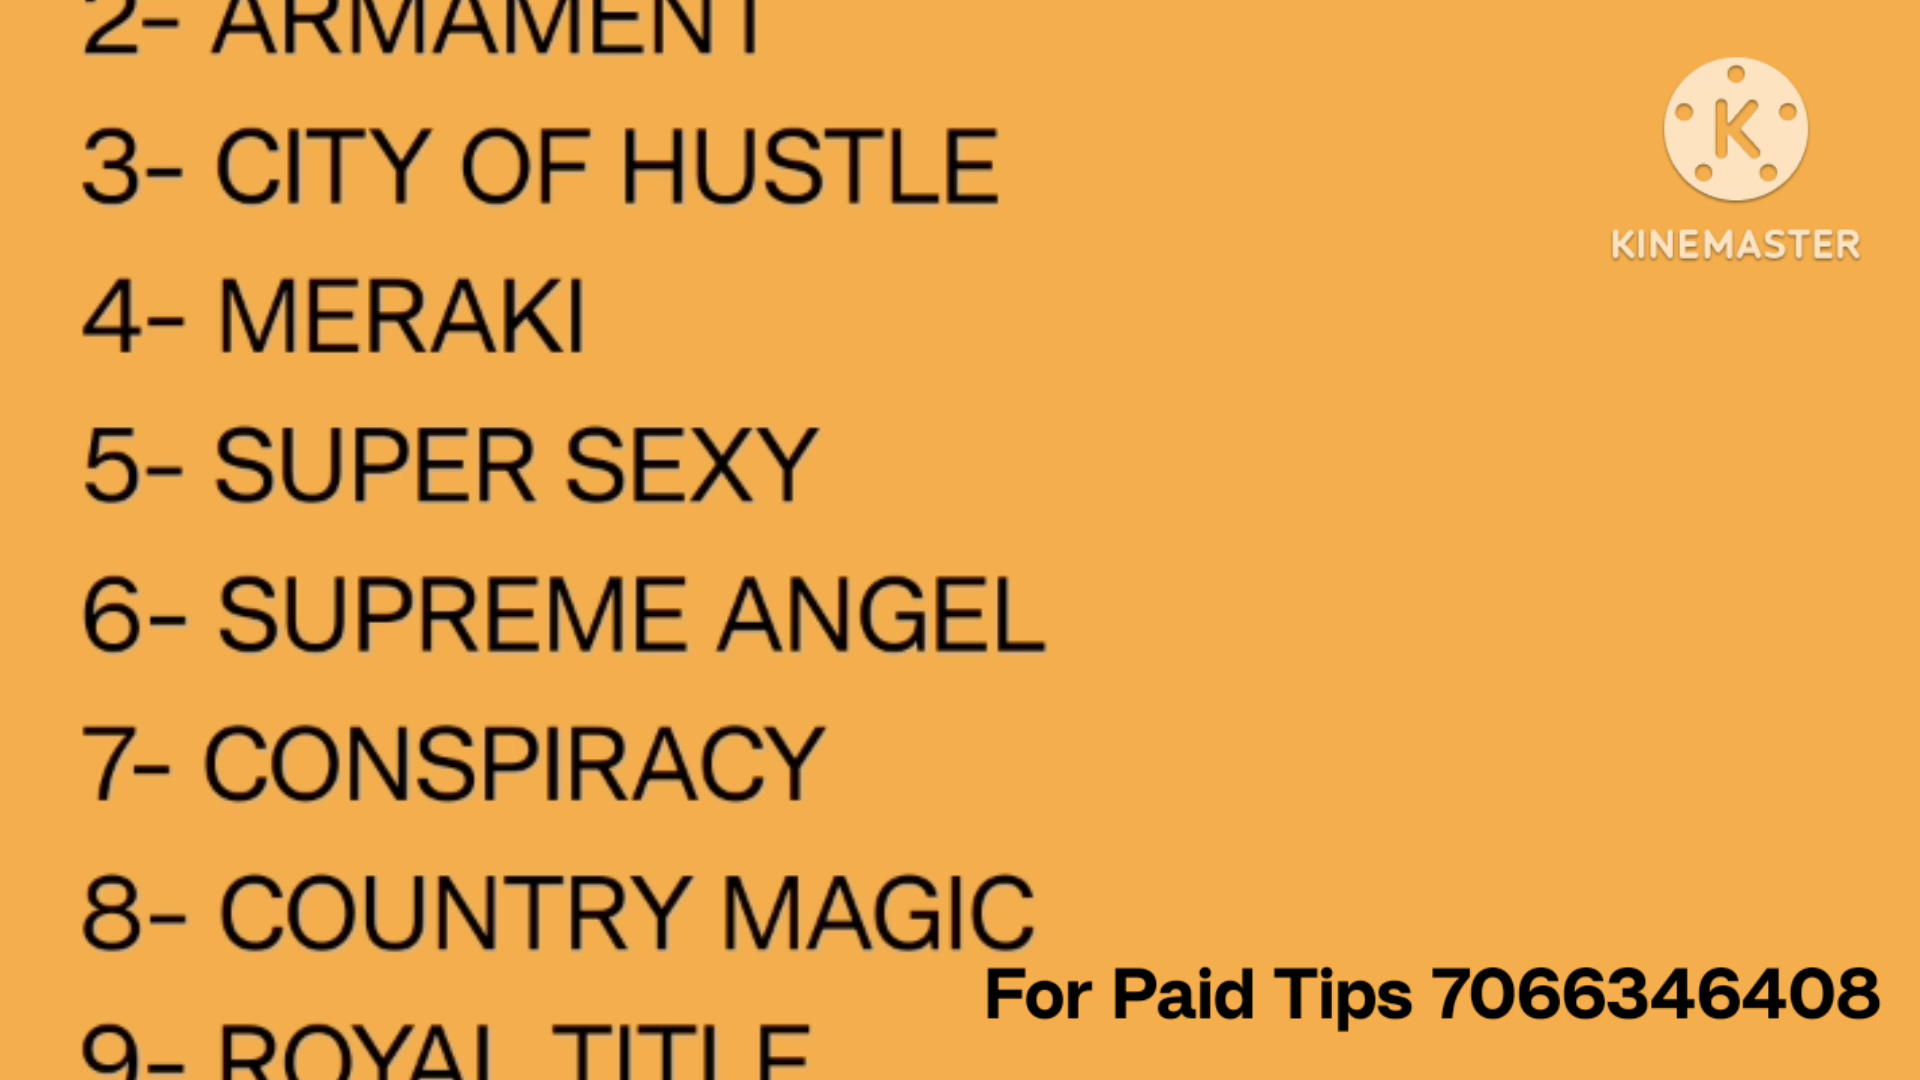 2- ARMAMENT
3- CITY OF HUSTLE
KINEMASTER
4- MERAKI
5- SUPER SEXY
6- SUPREME ANGEL
7- CONSPIRACY
8- COUNTRY MAGIC
For Paid Tips 7066346408
9- ROYAL TITLE